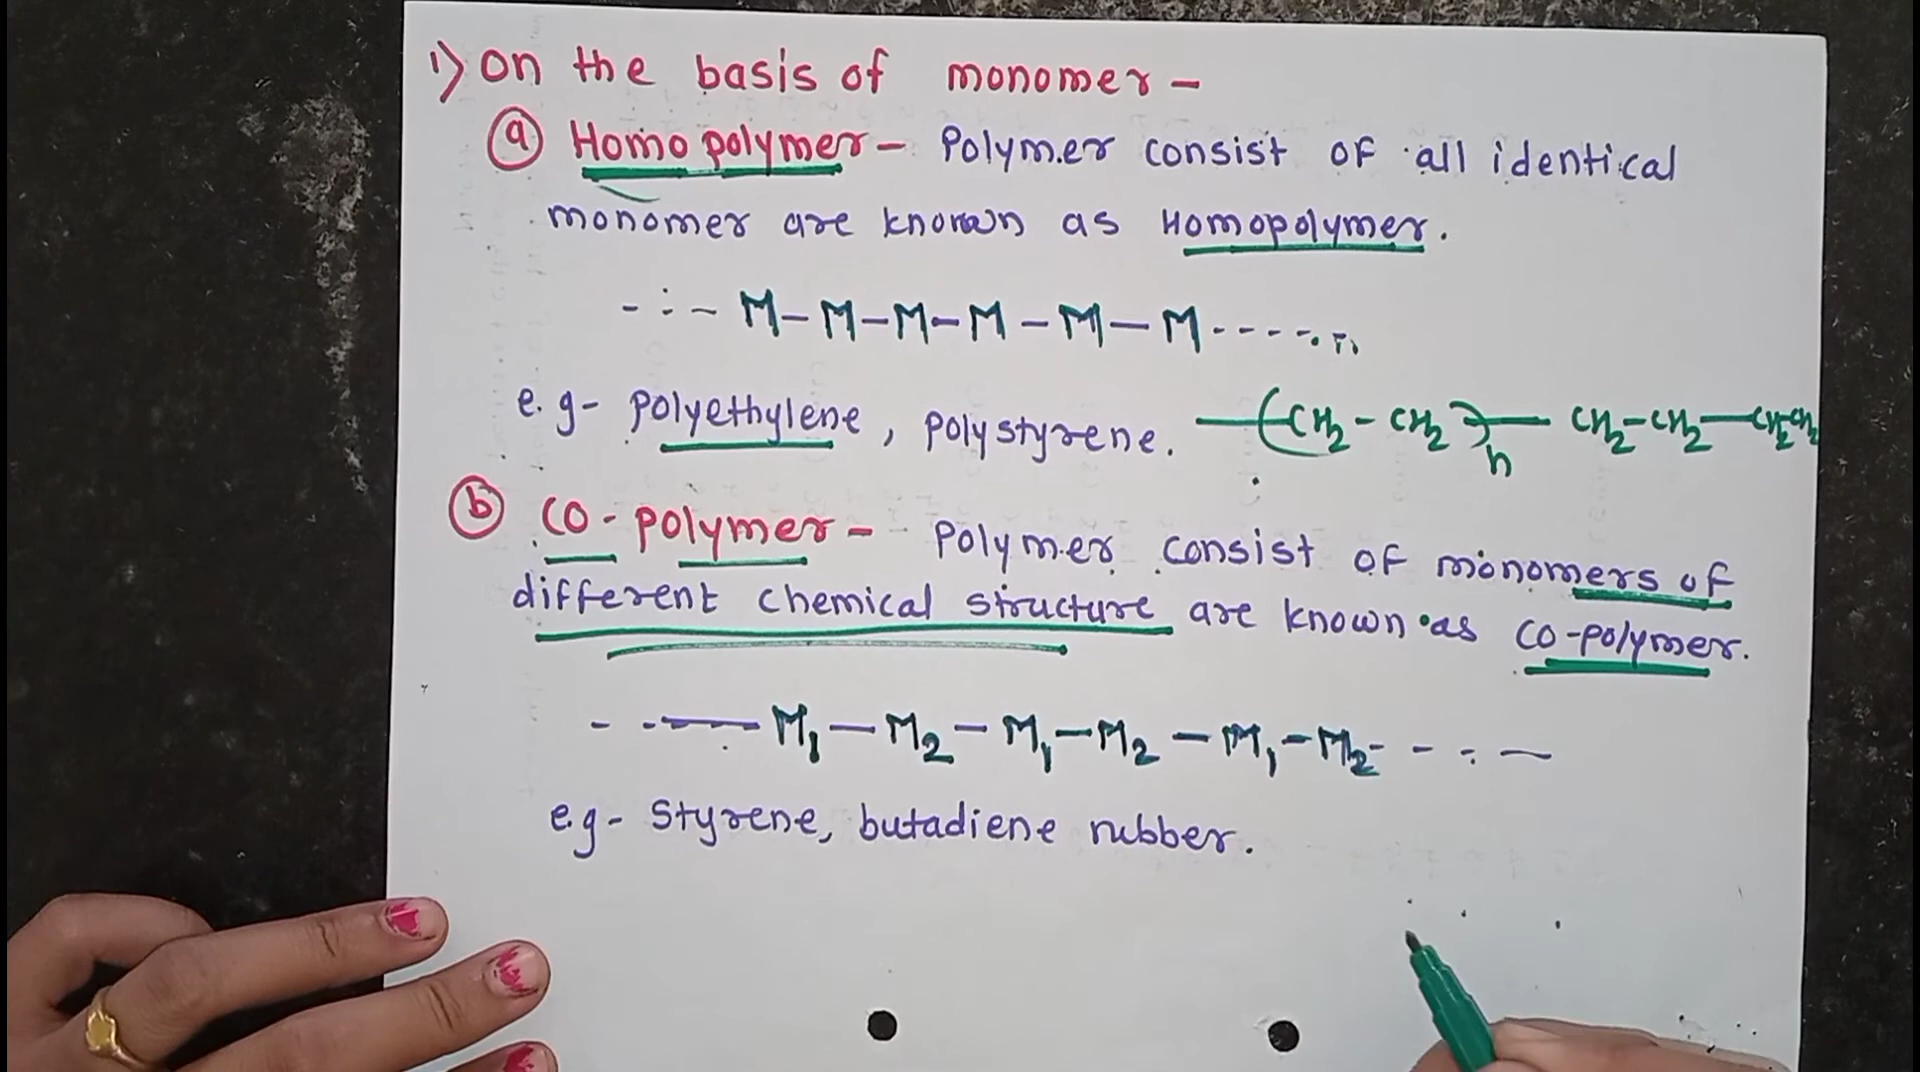 1) On the basis of monomer -
(a) Homo polymer - Polymer consist of all identical
monomer are known as Homopolymer.
- - - M - M - M - M - M - M - - - - - -
e.g - polyethylene, polystyrene. —(CH₂ - CH₂)ₙ— CH₂-CH₂—CH₂CH₂
(b) CO - polymer - Polymer consist of monomers of
different chemical structure are known as CO-polymer.
- - — M₁ — M₂ — M₁ — M₂ — M₁ — M₂ - - - —
e.g - Styrene, butadiene rubber.